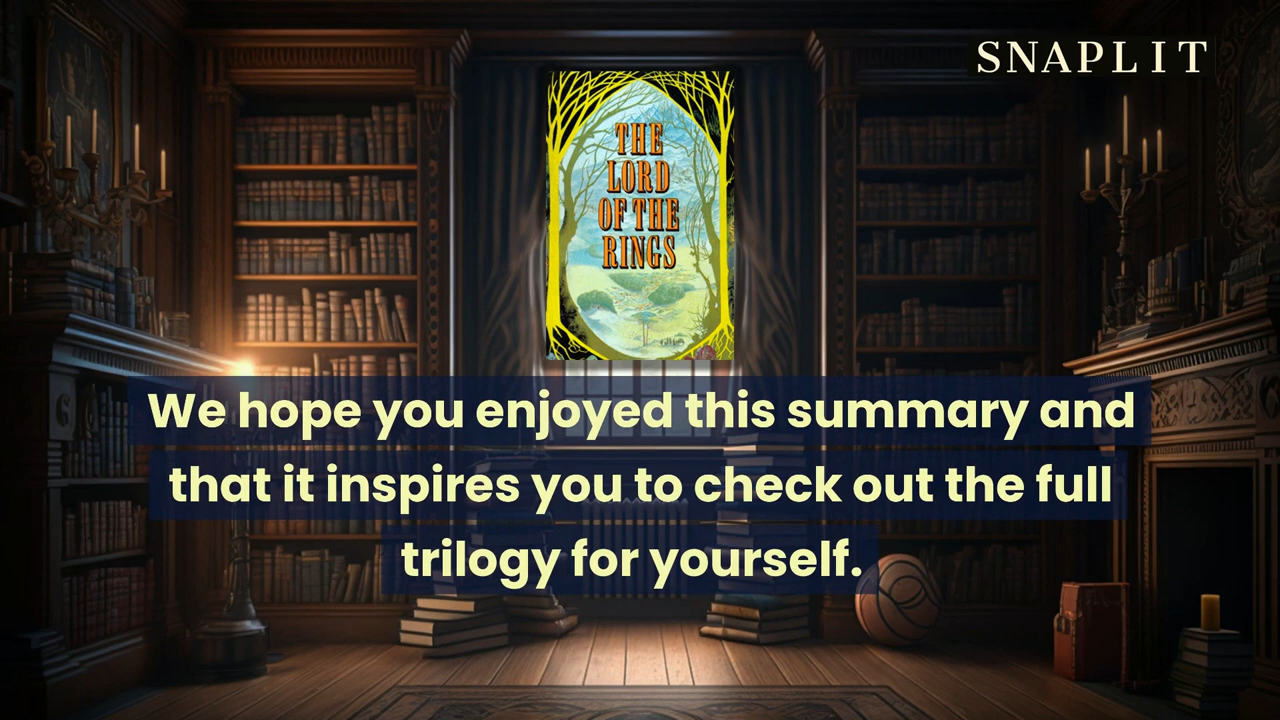 SNAPLIT
THE
LORD
OF THE
RINGS
We hope you enjoyed this summary and
that it inspires you to check out the full
trilogy for yourself.